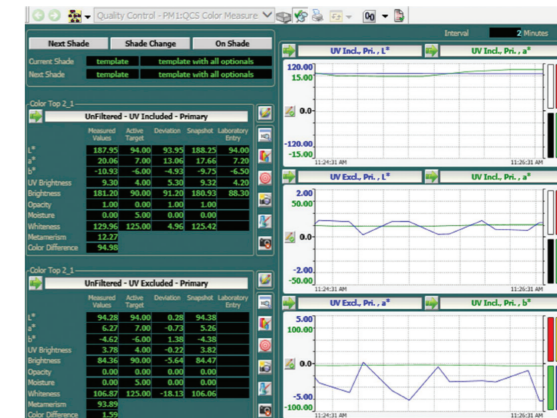 Quality Control - PM1:QCS Color Measure
Interval 2 Minutes
Next Shade Shade Change On Shade
Current Shade template template with all optionals
Next Shade template template with all optionals
Color Top 2_1
UnFiltered - UV Included - Primary
Measured Values Active Target Deviation Snapshot Laboratory Entry
L* 187.95 94.00 93.95 188.25 94.00
a* 20.06 7.00 13.06 17.66 7.20
b* -10.93 -6.00 -4.93 -9.75 -6.50
UV Brightness 9.30 4.00 5.30 9.32 4.20
Brightness 181.20 90.00 91.20 180.93 88.30
Opacity 1.00 0.00 1.00 1.00
Moisture 0.00 5.00 0.00 0.00
Whiteness 129.96 125.00 4.96 125.42
Metamerism 12.27
Color Difference 94.98
Color Top 2_1
UnFiltered - UV Excluded - Primary
Measured Values Active Target Deviation Snapshot Laboratory Entry
L* 94.28 94.00 0.28 94.38
a* 6.27 7.00 -0.73 5.26
b* -4.62 -6.00 1.38 -4.38
UV Brightness 3.78 4.00 -0.22 3.82
Brightness 84.36 90.00 -5.64 84.47
Opacity 0.00 0.00 0.00 0.00
Moisture 0.00 5.00 0.00 0.00
Whiteness 106.87 125.00 -18.13 106.06
Metamerism 93.89
Color Difference 1.59
UV Incl., Pri. , L* UV Incl., Pri. , a*
120.00
15.00
0.0
-120.00
-15.00
11:24:31 AM 11:26:31 AM
UV Excl., Pri. , L* UV Excl., Pri. , a*
2.00
50.00
0.0
-2.00
-50.00
11:24:31 AM 11:26:31 AM
UV Excl., Pri. , a* UV Incl., Pri. , b*
5.00
100.00
0.0
-5.00
-100.00
11:24:31 AM 11:26:31 AM